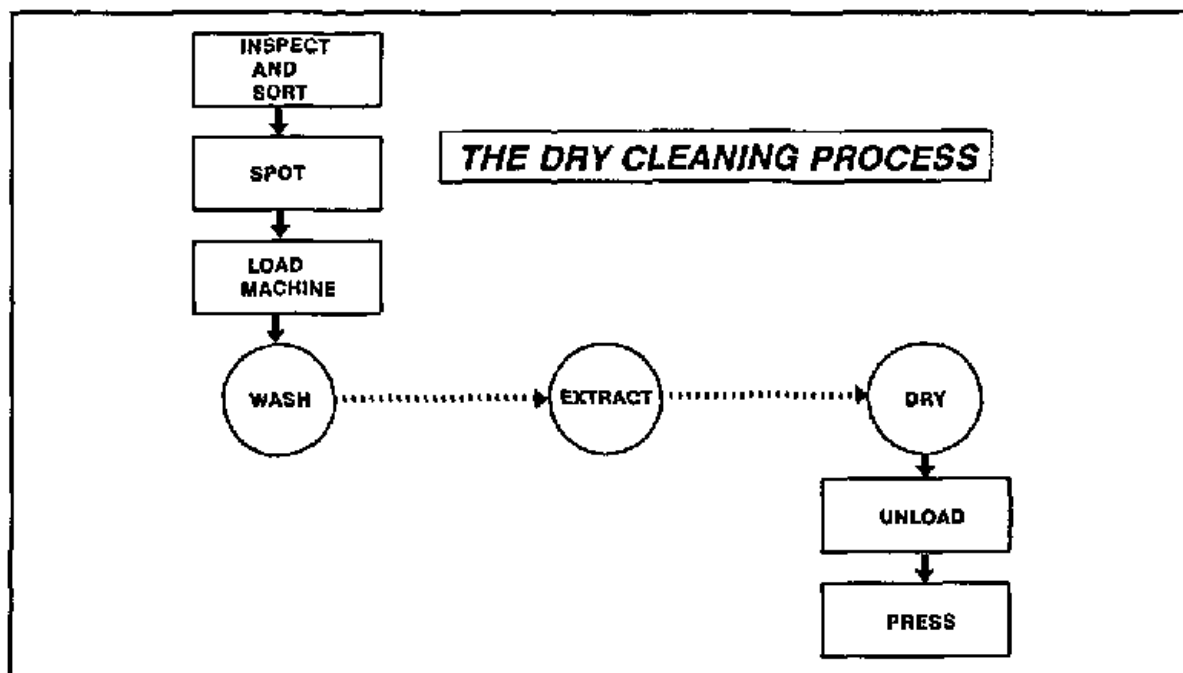 INSPECT
AND
SORT
THE DRY CLEANING PROCESS
SPOT
LOAD
MACHINE
WASH
EXTRACT
DRY
UNLOAD
PRESS